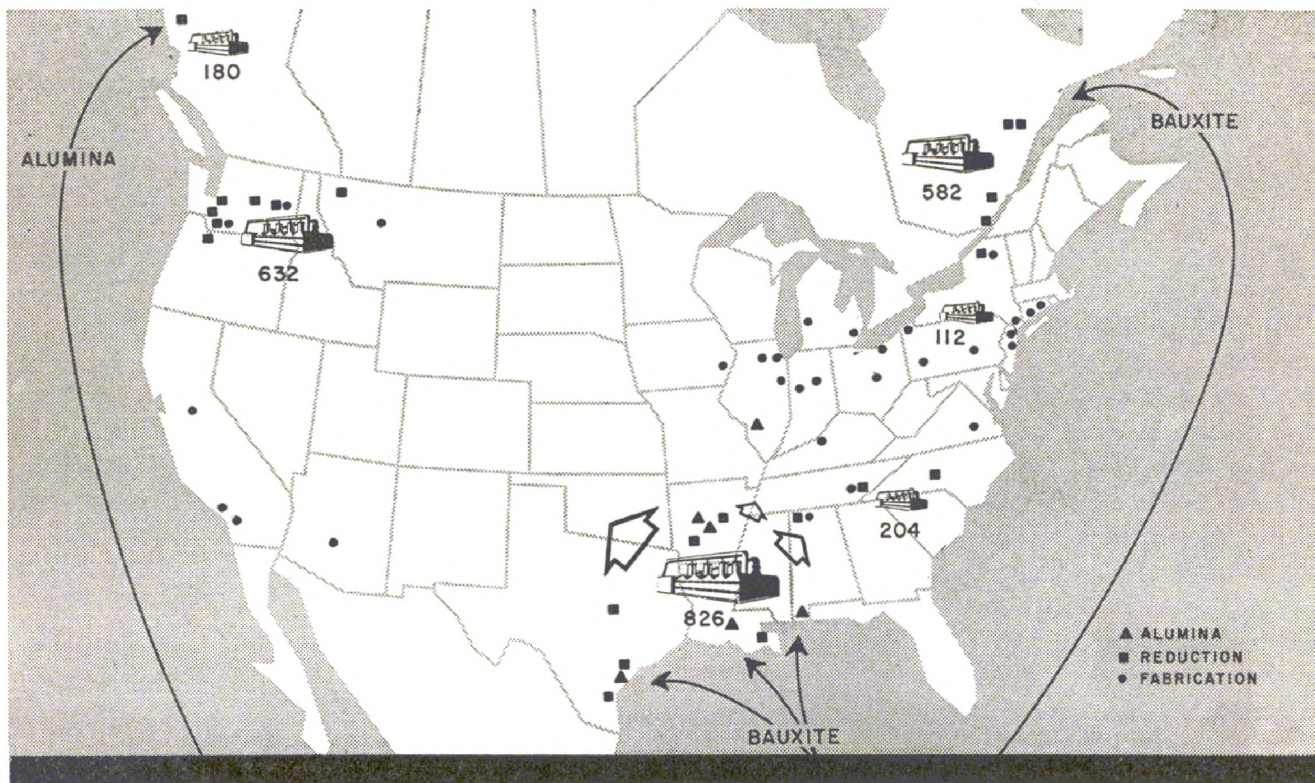 180
ALUMINA
BAUXITE
582
632
112
204
826
▲ ALUMINA
■ REDUCTION
● FABRICATION
BAUXITE